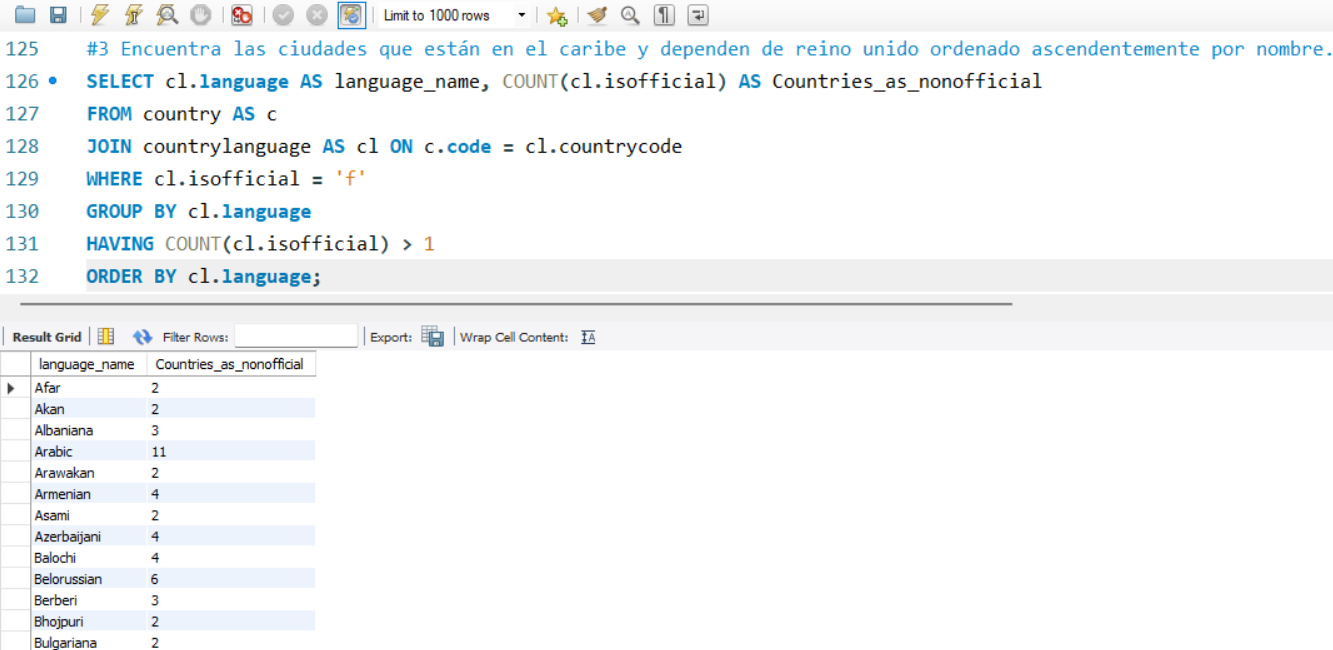 Limit to 1000 rows
125 #3 Encuentra las ciudades que están en el caribe y dependen de reino unido ordenado ascendentemente por nombre.
126 SELECT cl.language AS language_name, COUNT(cl.isofficial) AS Countries_as_nonofficial
127 FROM country AS c
128 JOIN countrylanguage AS cl ON c.code = cl.countrycode
129 WHERE cl.isofficial = 'f'
130 GROUP BY cl.language
131 HAVING COUNT(cl.isofficial) > 1
132 ORDER BY cl.language;
Result Grid Filter Rows: Export: Wrap Cell Content: IA
language_name Countries_as_nonofficial
Afar 2
Akan 2
Albaniana 3
Arabic 11
Arawakan 2
Armenian 4
Asami 2
Azerbaijani 4
Balochi 4
Belorussian 6
Berberi 3
Bhojpuri 2
Bulgariana 2